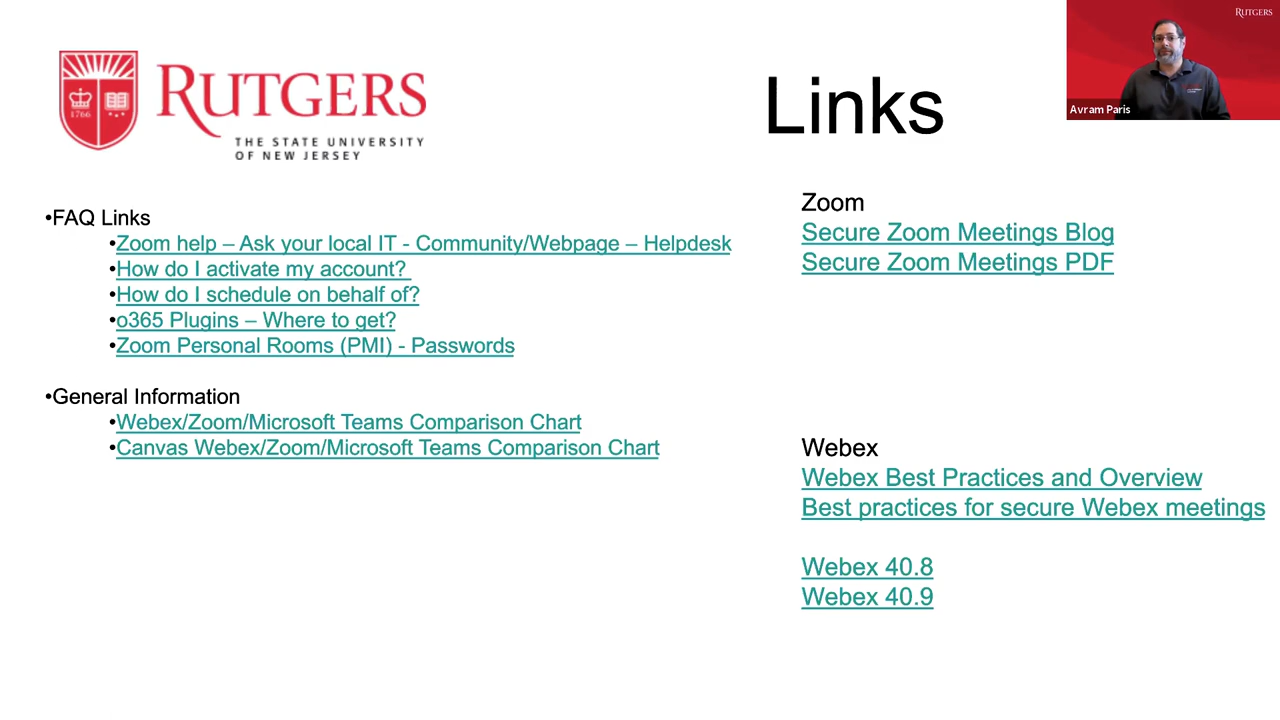 RUTGERS
THE STATE UNIVERSITY
OF NEW JERSEY
1766
Links
RUTGERS
Avram Paris
•FAQ Links
•Zoom help – Ask your local IT - Community/Webpage – Helpdesk
•How do I activate my account?
•How do I schedule on behalf of?
•o365 Plugins – Where to get?
•Zoom Personal Rooms (PMI) - Passwords
•General Information
•Webex/Zoom/Microsoft Teams Comparison Chart
•Canvas Webex/Zoom/Microsoft Teams Comparison Chart
Zoom
Secure Zoom Meetings Blog
Secure Zoom Meetings PDF
Webex
Webex Best Practices and Overview
Best practices for secure Webex meetings
Webex 40.8
Webex 40.9